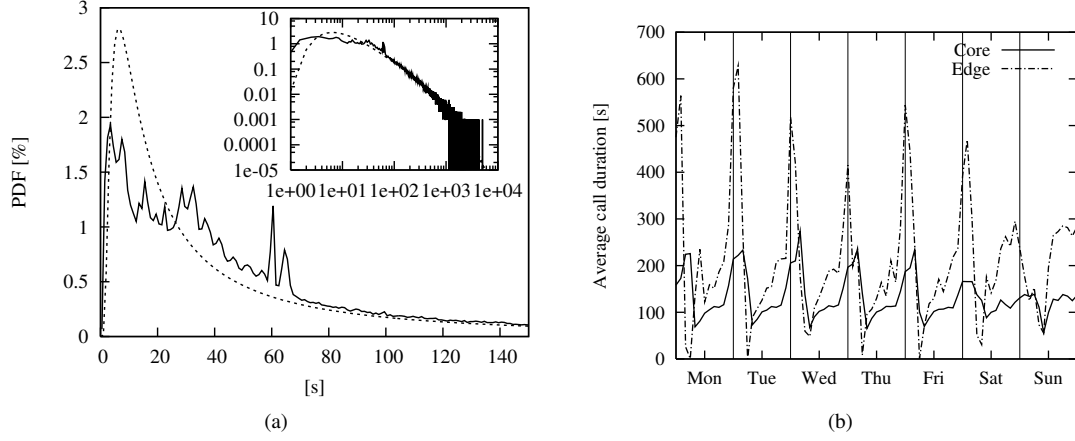 3
2.5
2
1.5
1
0.5
0
PDF [%]
0 20 40 60 80 100 120 140
[s]
10
1
0.1
0.01
0.001
0.0001
1e-05
1e+00 1e+01 1e+02 1e+03 1e+04
(a)
700
600
500
400
300
200
100
0
Average call duration [s]
Core
Edge
Mon Tue Wed Thu Fri Sat Sun
(b)